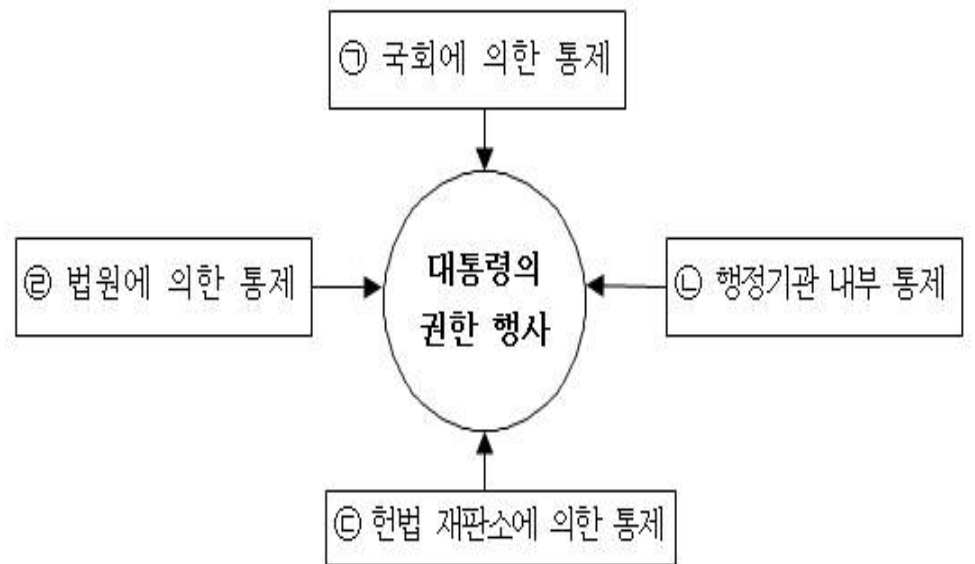 ㉠ 국회에 의한 통제
㉣ 법원에 의한 통제
대통령의
권한 행사
㉡ 행정기관 내부 통제
㉢ 헌법 재판소에 의한 통제